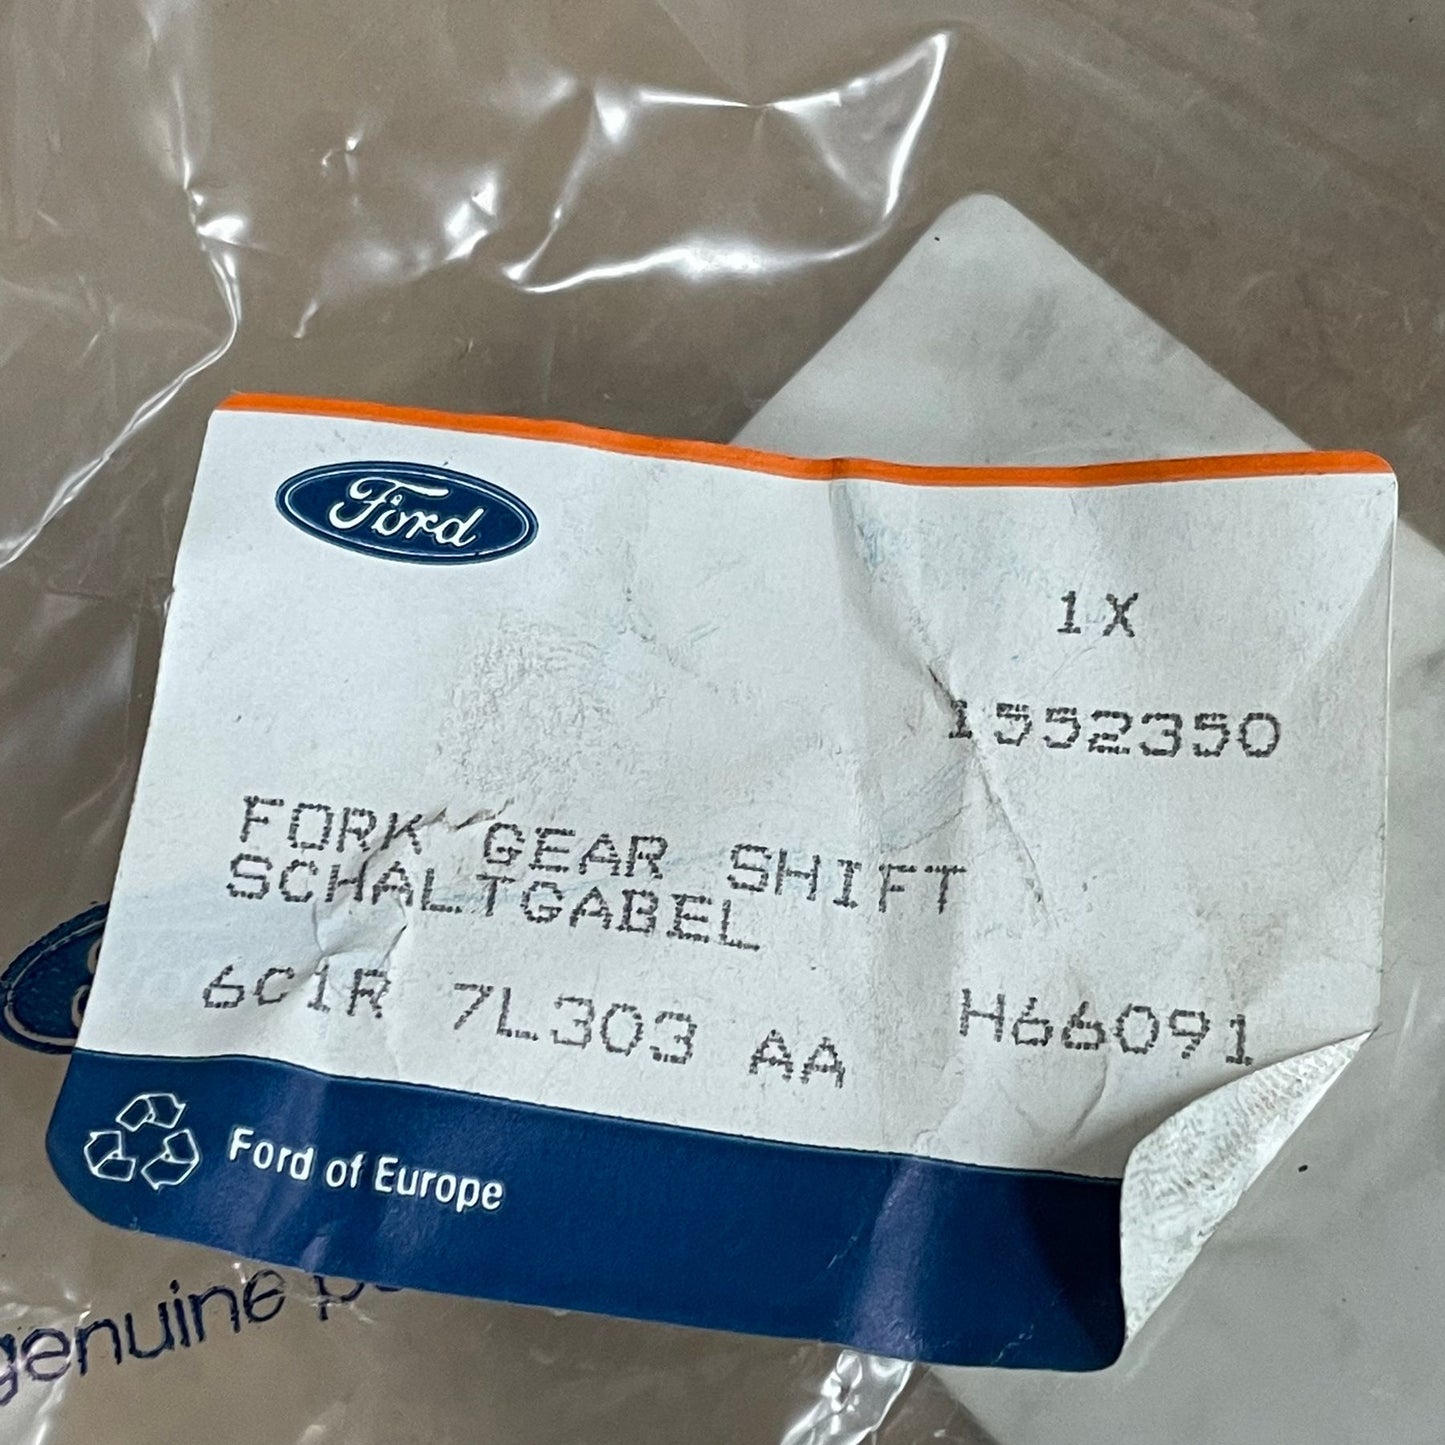 Ford
1X
1552350
FORK GEAR SHIFT
SCHALTGABEL
6C1R 7L303 AA H66091
Ford of Europe
genuine